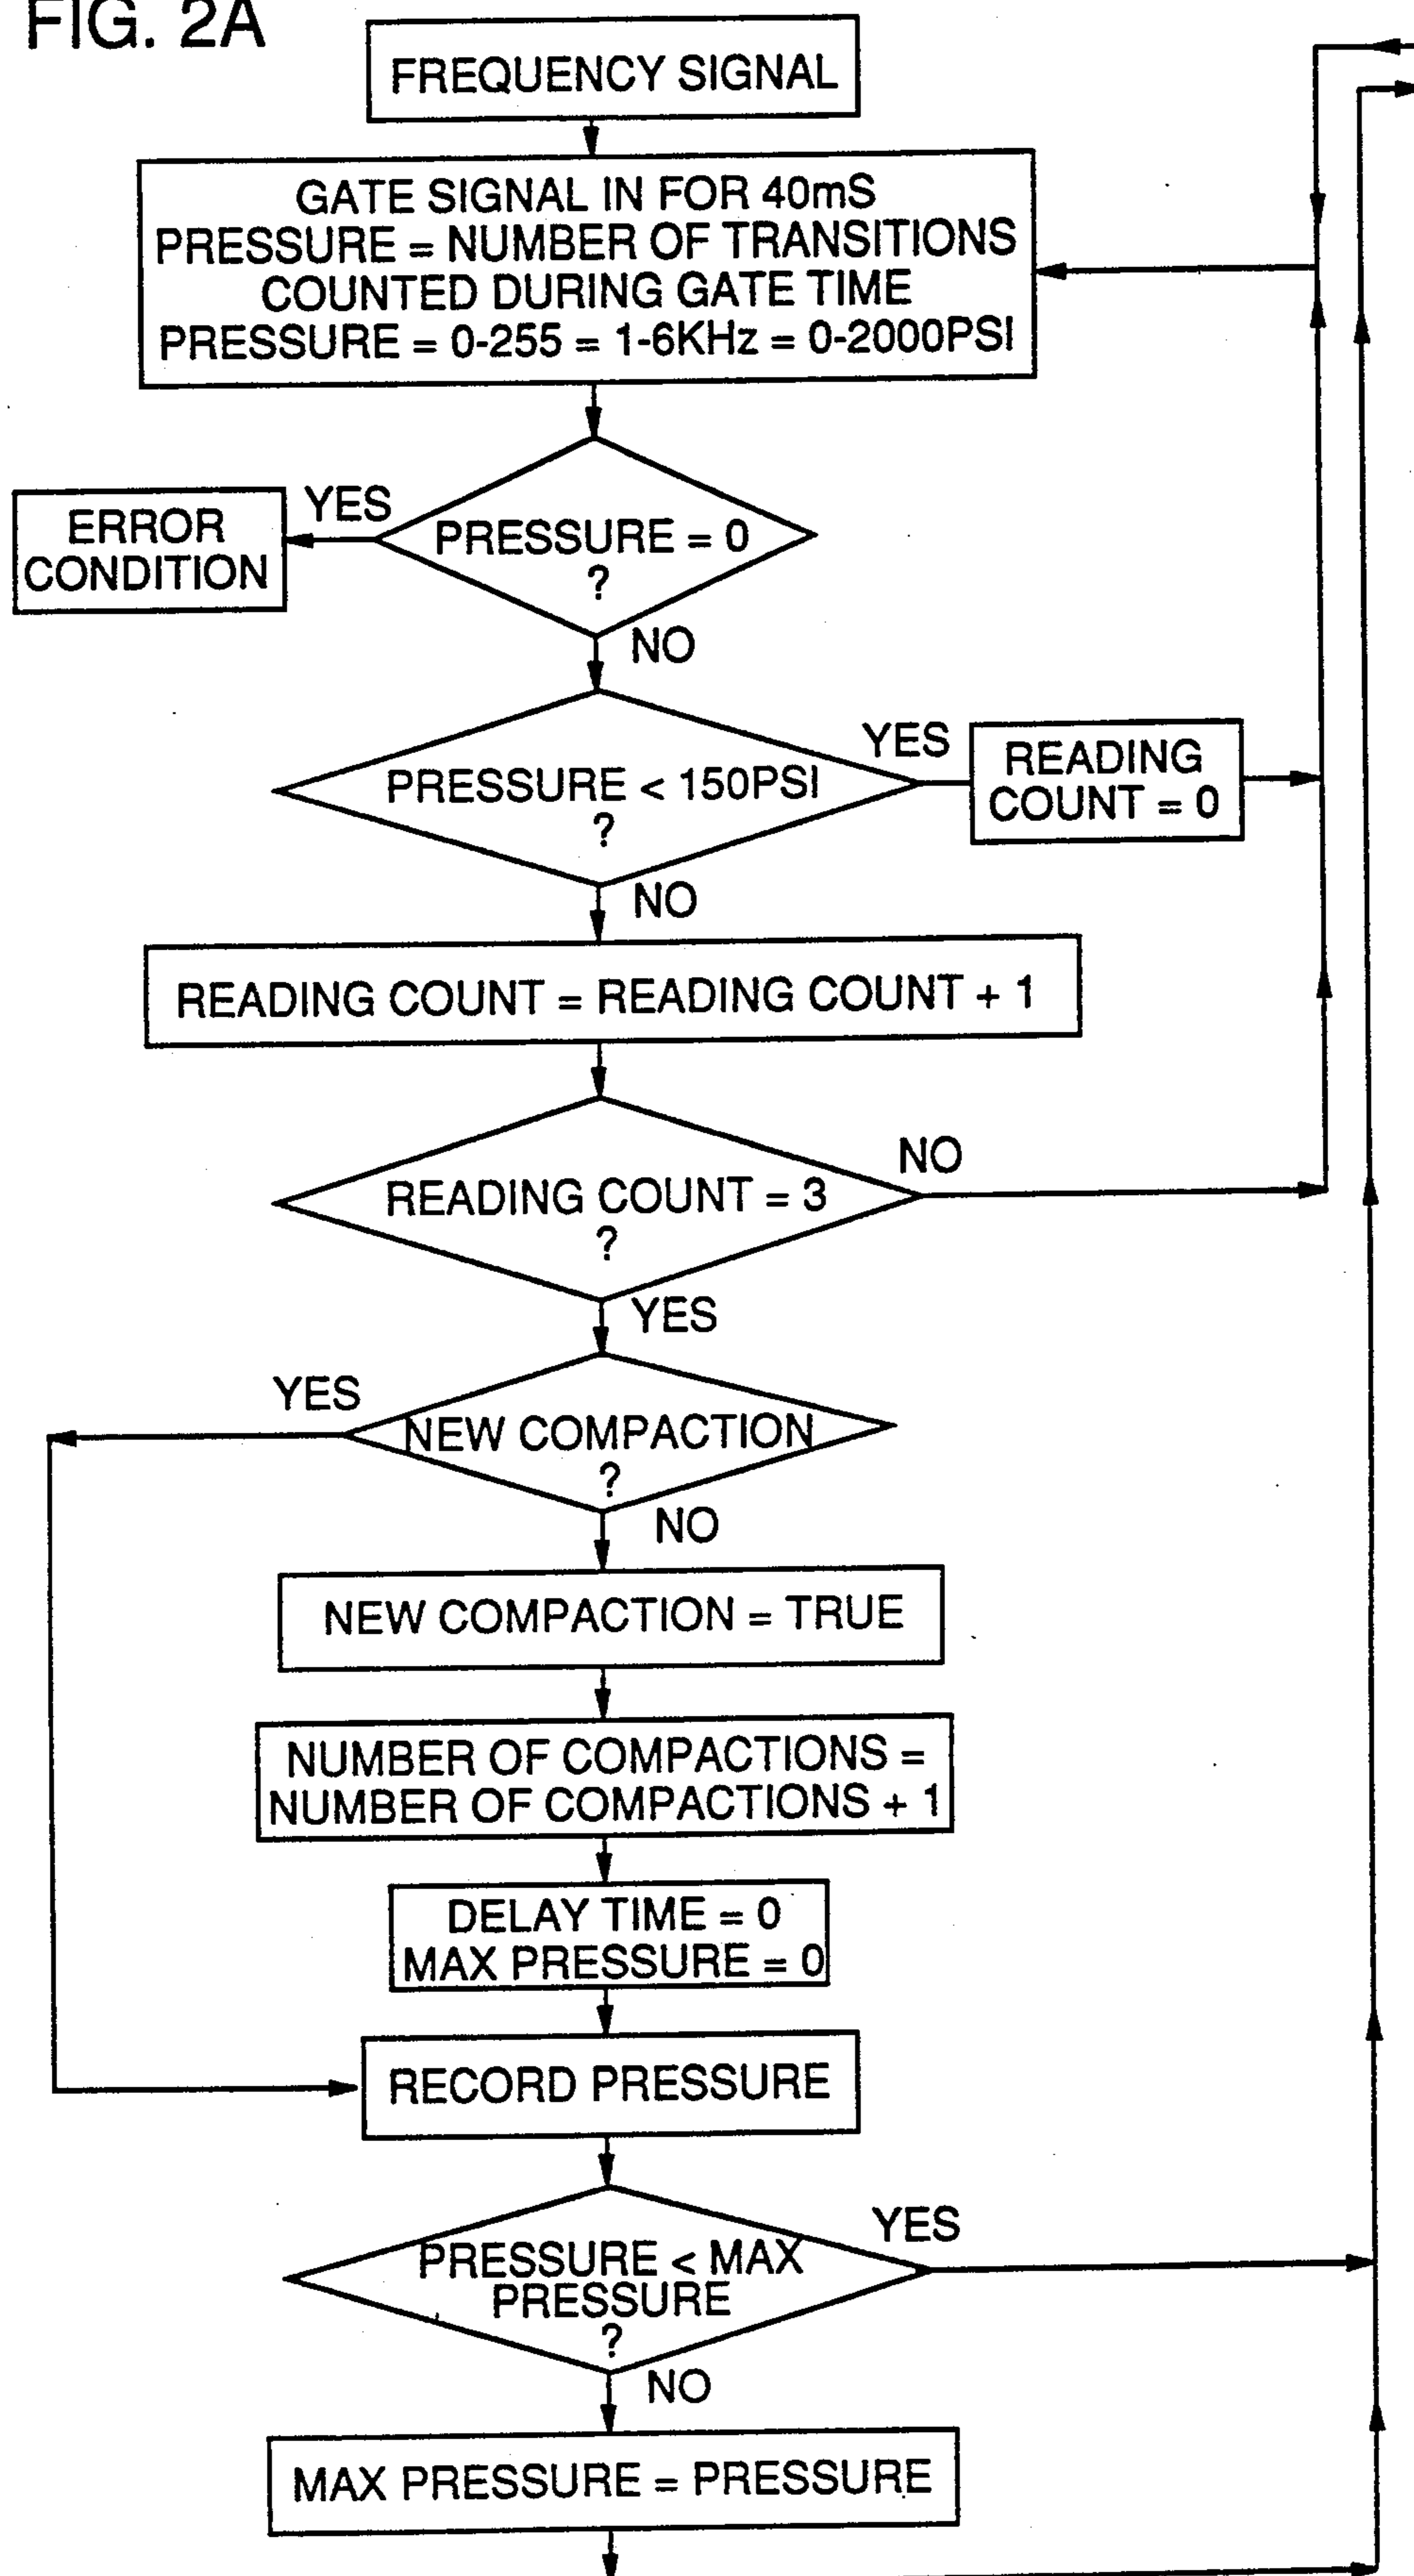 FIG. 2A
FREQUENCY SIGNAL
GATE SIGNAL IN FOR 40mS
PRESSURE = NUMBER OF TRANSITIONS
COUNTED DURING GATE TIME
PRESSURE = 0-255 = 1-6KHz = 0-2000PSI
YES
ERROR
CONDITION
PRESSURE = 0
?
NO
PRESSURE < 150PSI
?
YES
READING
COUNT = 0
NO
READING COUNT = READING COUNT + 1
READING COUNT = 3
?
NO
YES
YES
NEW COMPACTION
?
NO
NEW COMPACTION = TRUE
NUMBER OF COMPACTIONS =
NUMBER OF COMPACTIONS + 1
DELAY TIME = 0
MAX PRESSURE = 0
RECORD PRESSURE
PRESSURE < MAX
PRESSURE
?
YES
NO
MAX PRESSURE = PRESSURE